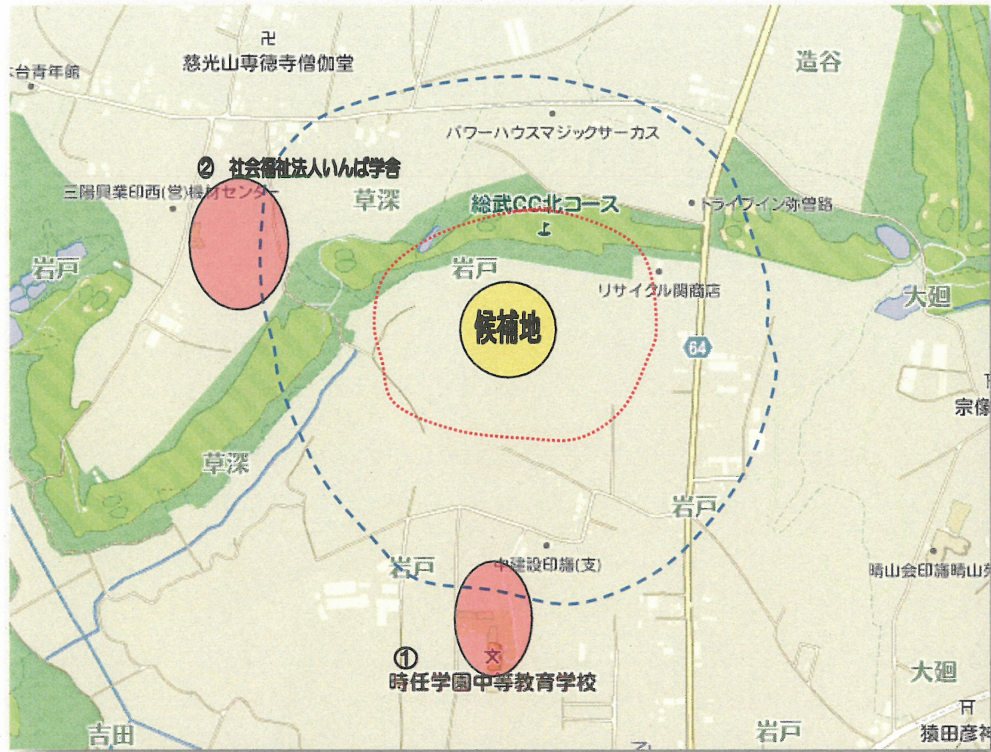 卍
慈光山専徳寺僧伽堂
台青年館
造谷
パワーハウスマジックサーカス
② 社会福祉法人いんば学舎
三陽興業印西(営)機材センター
草深
総武CC北コース
ドライブイン弥曽路
岩戸
岩戸
リサイクル関商店
大廻
候補地
64
宗像
草深
岩戸
岩戸
中建設印旛(支)
晴山会印旛晴山苑
①
文
時任学園中等教育学校
大廻
吉田
岩戸
猿田彦神